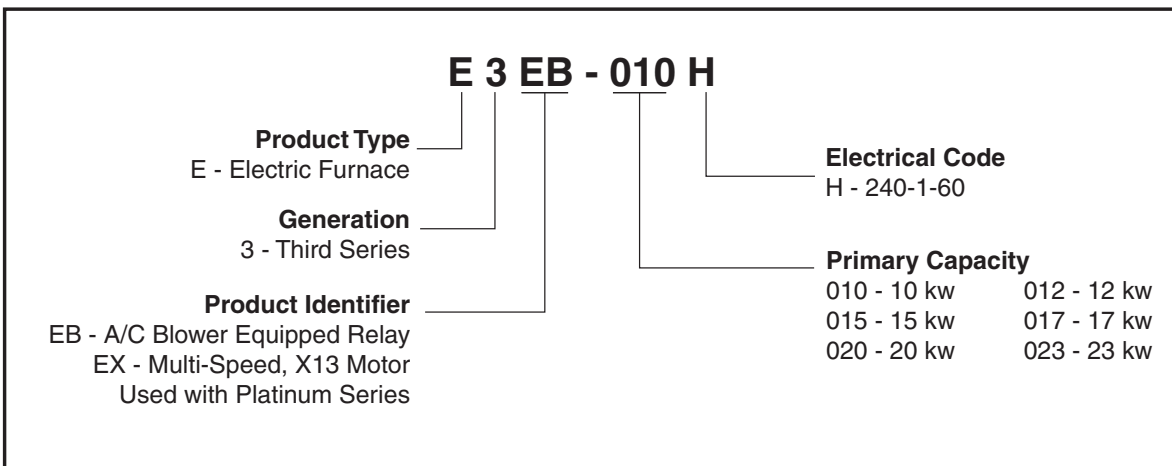 E 3 EB - 010 H
Product Type
E - Electric Furnace
Generation
3 - Third Series
Product Identifier
EB - A/C Blower Equipped Relay
EX - Multi-Speed, X13 Motor
Used with Platinum Series
Electrical Code
H - 240-1-60
Primary Capacity
010 - 10 kw 012 - 12 kw
015 - 15 kw 017 - 17 kw
020 - 20 kw 023 - 23 kw